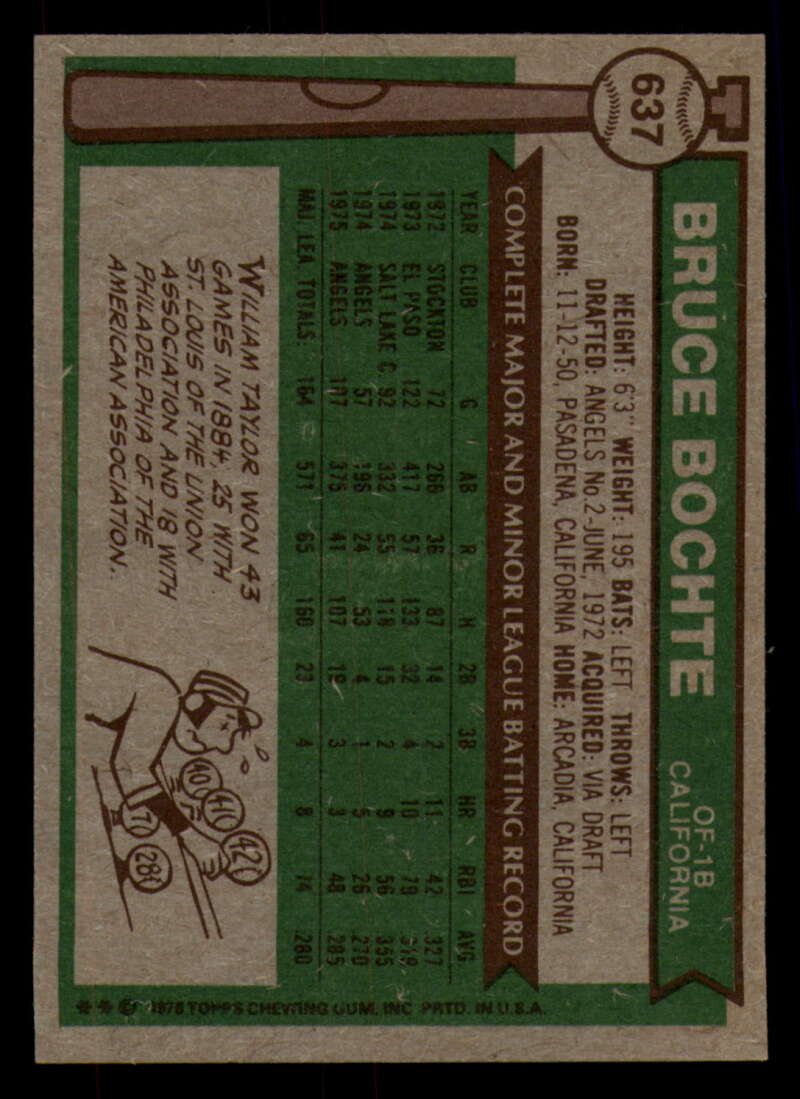 637
BRUCE BOCHTE
OF-1B
CALIFORNIA
HEIGHT: 6'3" WEIGHT: 195 BATS: LEFT THROWS: LEFT
DRAFTED: ANGELS No. 2-JUNE, 1972 ACQUIRED: VIA DRAFT
BORN: 11-12-50, PASADENA, CALIFORNIA HOME: ARCADIA, CALIFORNIA
COMPLETE MAJOR AND MINOR LEAGUE BATTING RECORD
YEAR CLUB G AB R H 2B 3B HR RBI AVG.
1972 STOCKTON 72 266 36 87 14 2 11 42 .327
1973 EL PASO 122 417 57 133 32 4 10 79 .319
1974 SALT LAKE C 92 332 55 118 15 2 9 56 .355
1974 ANGELS 57 196 24 53 4 1 5 26 .270
1975 ANGELS 107 375 41 107 19 3 3 48 .285
MAJ. LEA. TOTALS: 164 571 65 160 23 4 8 74 .280
WILLIAM TAYLOR WON 43
GAMES IN 1884, 25 WITH
ST. LOUIS OF THE UNION
ASSOCIATION AND 18 WITH
PHILADELPHIA OF THE
AMERICAN ASSOCIATION.
40 41 42
7 28
* * © 1976 TOPPS CHEWING GUM, INC. PRTD. IN U.S.A.